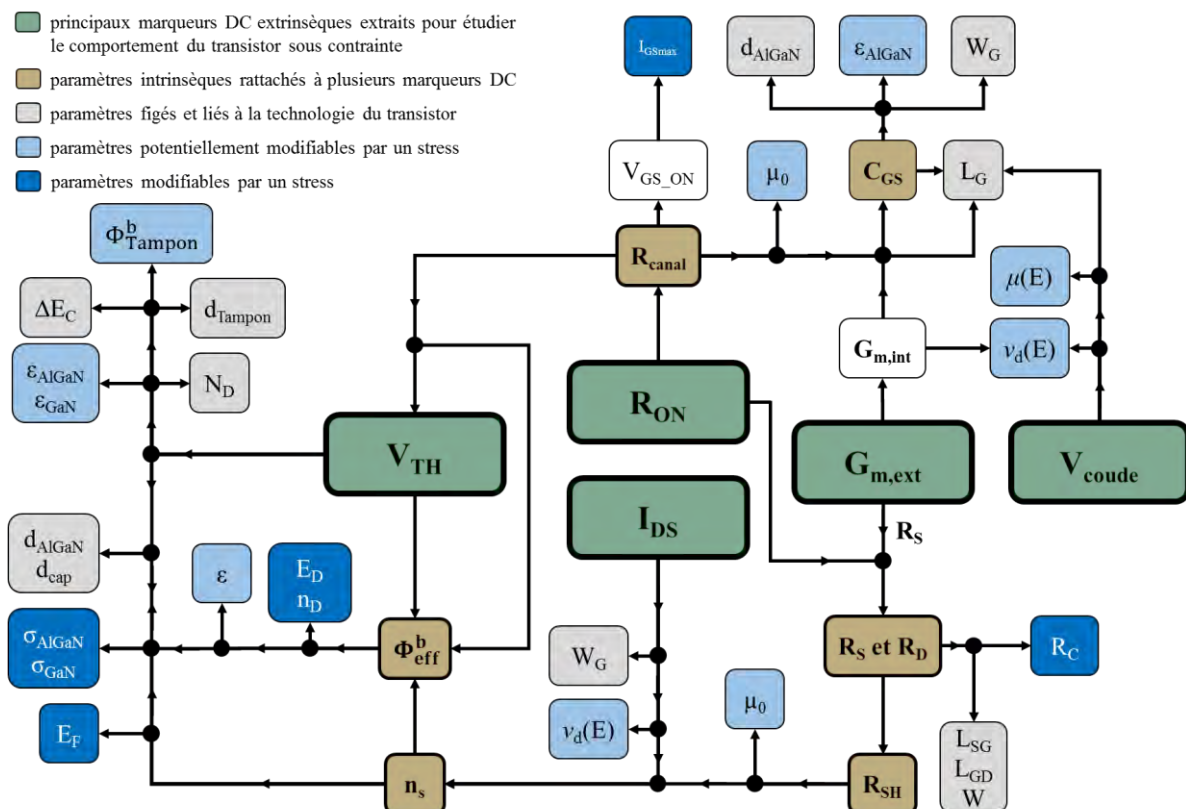 principaux marqueurs DC extrinsèques extraits pour étudier
le comportement du transistor sous contrainte
paramètres intrinsèques rattachés à plusieurs marqueurs DC
paramètres figés et liés à la technologie du transistor
paramètres potentiellement modifiables par un stress
paramètres modifiables par un stress
I_GSmax
d_AlGaN
ε_AlGaN
W_G
V_GS_ON
μ₀
C_GS
L_G
Φ^b_Tampon
R_canal
ΔE_C
d_Tampon
μ(E)
ε_AlGaN
ε_GaN
N_D
G_m,int
v_d(E)
R_ON
V_TH
G_m,ext
V_coude
I_DS
R_S
d_AlGaN
d_cap
ε
E_D
n_D
σ_AlGaN
σ_GaN
Φ^b_eff
W_G
R_S et R_D
R_C
E_F
v_d(E)
μ₀
n_s
R_SH
L_SG
L_GD
W